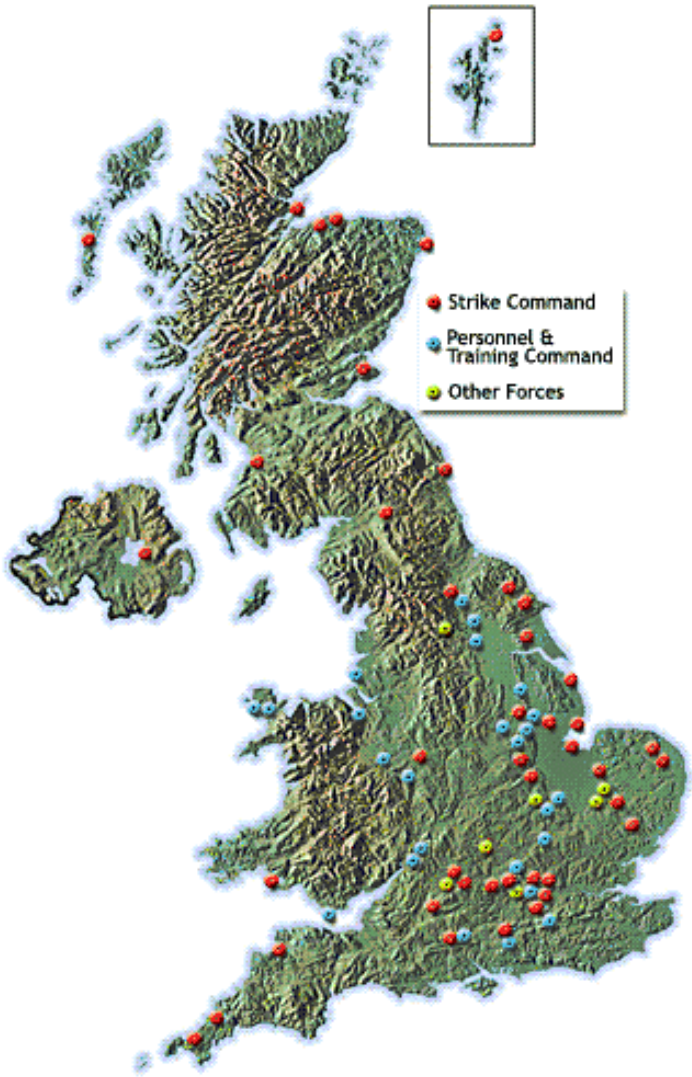 Strike Command
Personnel &
Training Command
Other Forces